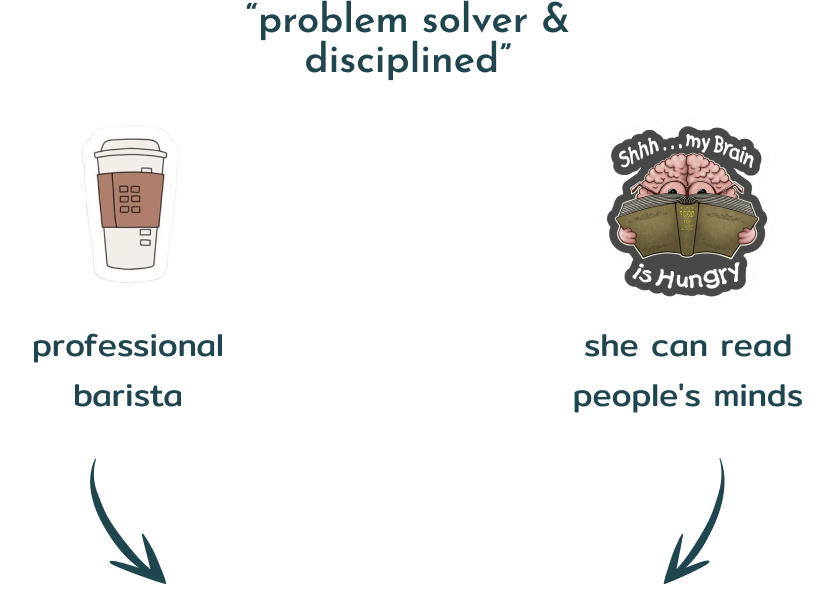 “problem solver &
disciplined”
Shhh...my Brain
is Hungry
professional
barista
she can read
people's minds